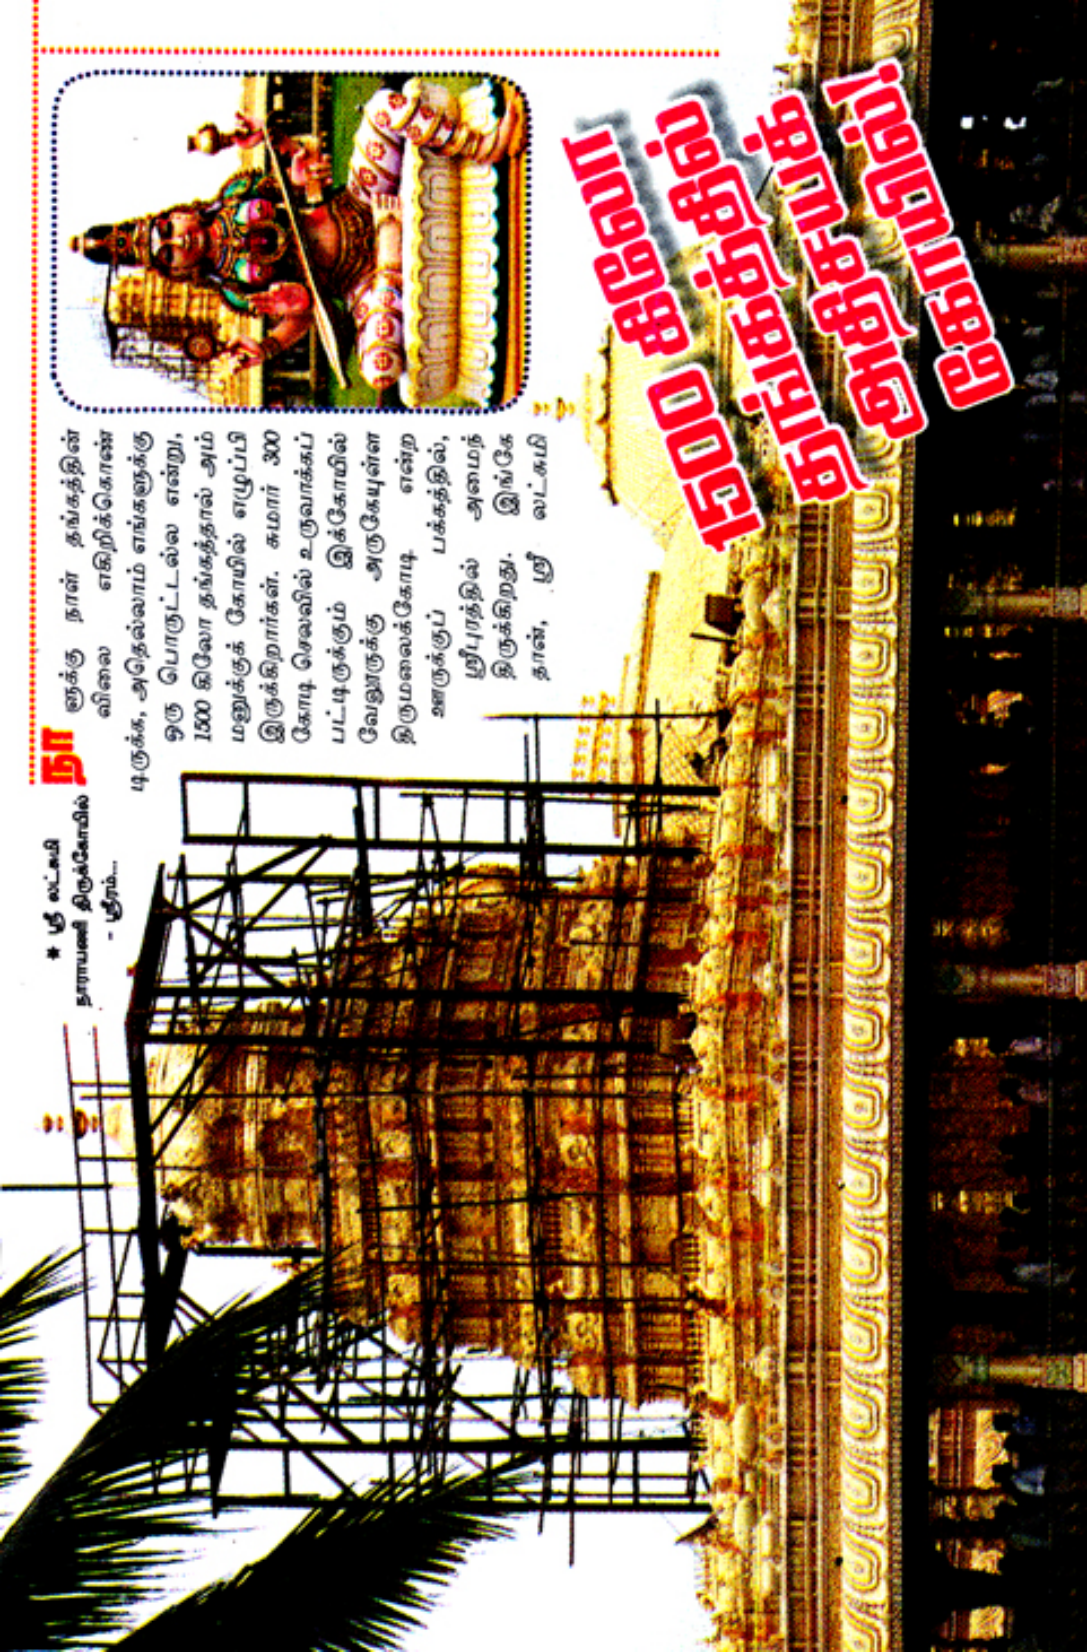 1500 கிலோ
தங்கத்தில்
அதிசயக்
கோயில்!
* ஸ்ரீ லட்சுமி
நாராயணி திருக்கோயில்
- ஸ்ரீரம்...
நாளுக்கு நாள் தங்கத்தின்
விலை எகிறிக்கொண்
டிருக்க, அதெல்லாம் எங்களுக்கு
ஒரு பொருட்டல்ல என்று,
1500 கிலோ தங்கத்தால் அம்
மனுக்குக் கோயில் எழுப்பி
இருக்கிறார்கள். சுமார் 300
கோடி செலவில் உருவாக்கப்
பட்டிருக்கும் இக்கோயில்
வேலூருக்கு அருகேயுள்ள
திருமலைக்கோடி என்ற
ஊருக்குப் பக்கத்தில்,
ஸ்ரீபுரத்தில் அமைந்
திருக்கிறது. இங்கே
தான், ஸ்ரீ லட்சுமி